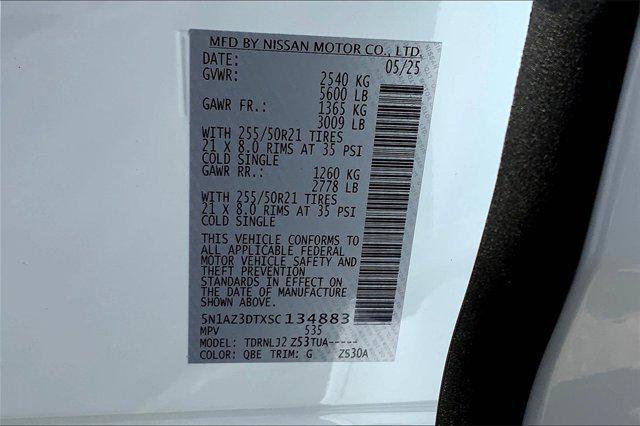 MFD BY NISSAN MOTOR CO., LTD.
DATE: 05/25
GVWR: 2540 KG
5600 LB
GAWR FR.: 1365 KG
3009 LB
WITH 255/50R21 TIRES
21 X 8.0 RIMS AT 35 PSI
COLD SINGLE
GAWR RR.: 1260 KG
2778 LB
WITH 255/50R21 TIRES
21 X 8.0 RIMS AT 35 PSI
COLD SINGLE
THIS VEHICLE CONFORMS TO
ALL APPLICABLE FEDERAL
MOTOR VEHICLE SAFETY AND
THEFT PREVENTION
STANDARDS IN EFFECT ON
THE DATE OF MANUFACTURE
SHOWN ABOVE.
5N1AZ3DTXSC 134883
MPV 535
MODEL: TDRNLJ2 Z53TUA-----
COLOR: QBE TRIM: G Z530A